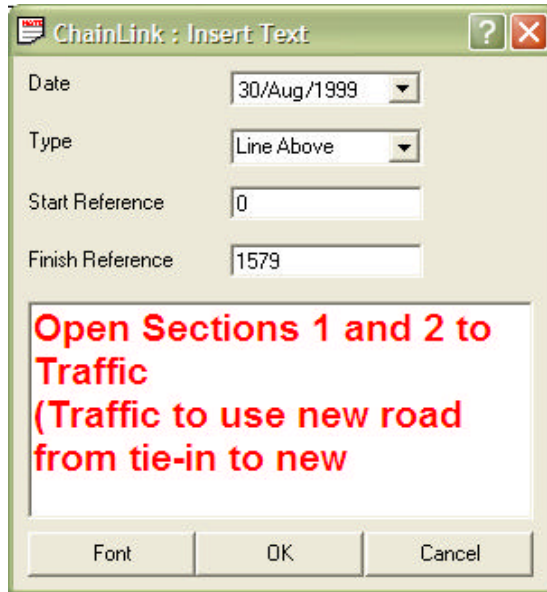 ChainLink : Insert Text
Date 30/Aug/1999
Type Line Above
Start Reference 0
Finish Reference 1579
Open Sections 1 and 2 to
Traffic
(Traffic to use new road
from tie-in to new
Font OK Cancel